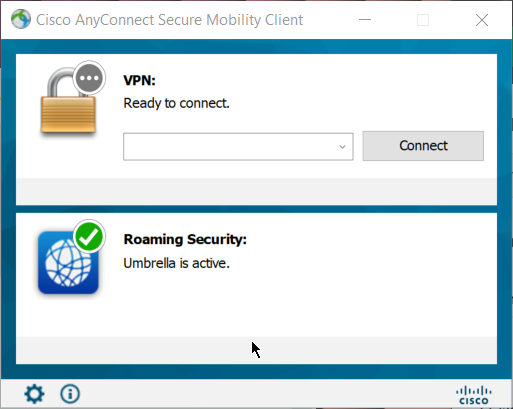 Cisco AnyConnect Secure Mobility Client
VPN:
Ready to connect.
Connect
Roaming Security:
Umbrella is active.
CISCO